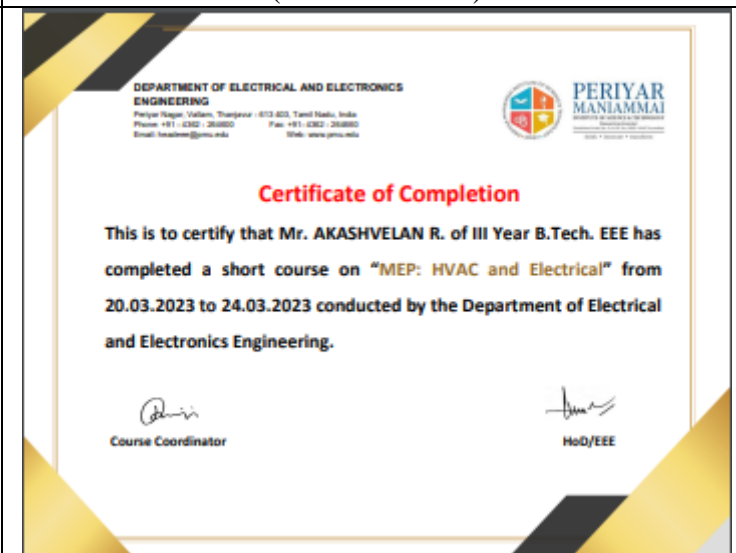 DEPARTMENT OF ELECTRICAL AND ELECTRONICS
ENGINEERING
Periyar Nagar, Vallam, Thanjavur - 613 403, Tamil Nadu, India
Phone: +91 - 4362 - 264600 Fax: +91- 4362 - 264660
Email: headeee@pmu.edu Web: www.pmu.edu
PERIYAR
MANIAMMAI
INSTITUTE OF SCIENCE & TECHNOLOGY
Certificate of Completion
This is to certify that Mr. AKASHVELAN R. of III Year B.Tech. EEE has
completed a short course on “MEP: HVAC and Electrical” from
20.03.2023 to 24.03.2023 conducted by the Department of Electrical
and Electronics Engineering.
Course Coordinator HoD/EEE